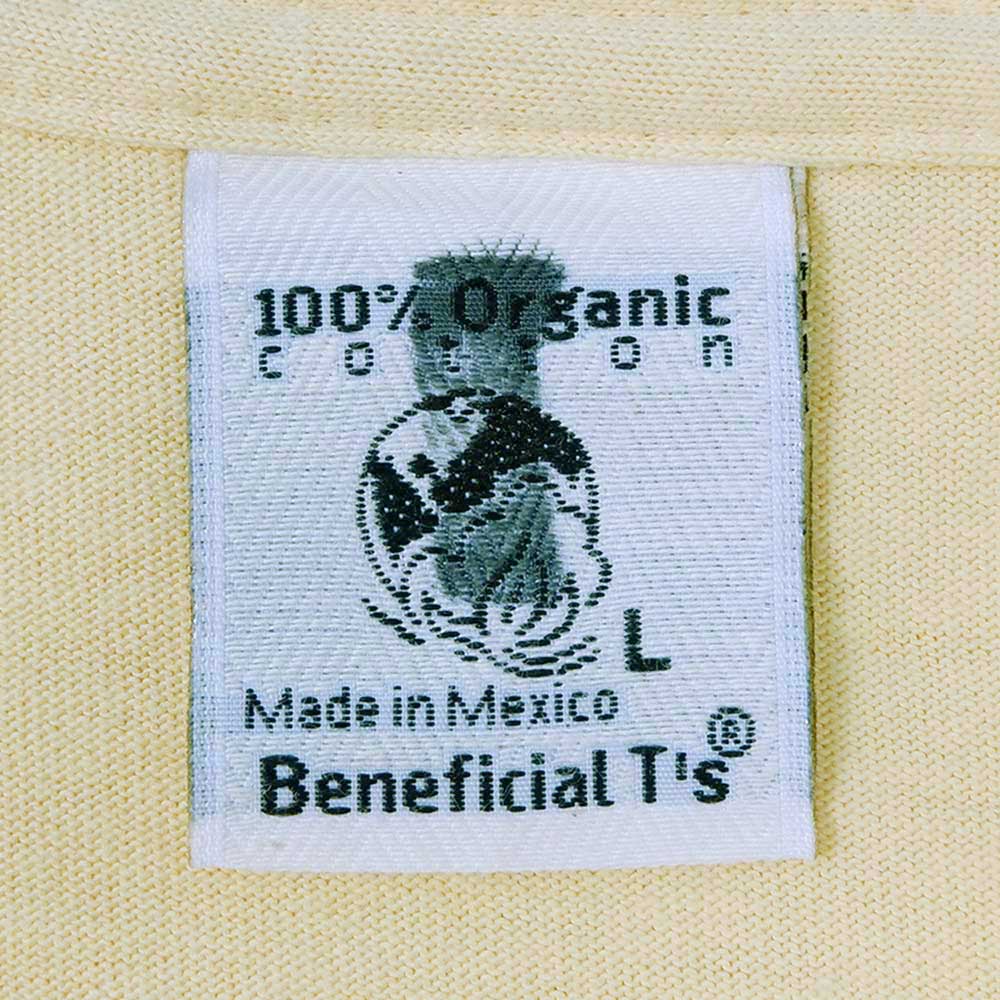 100% Organic
cotton
L
Made in Mexico
Beneficial T's®